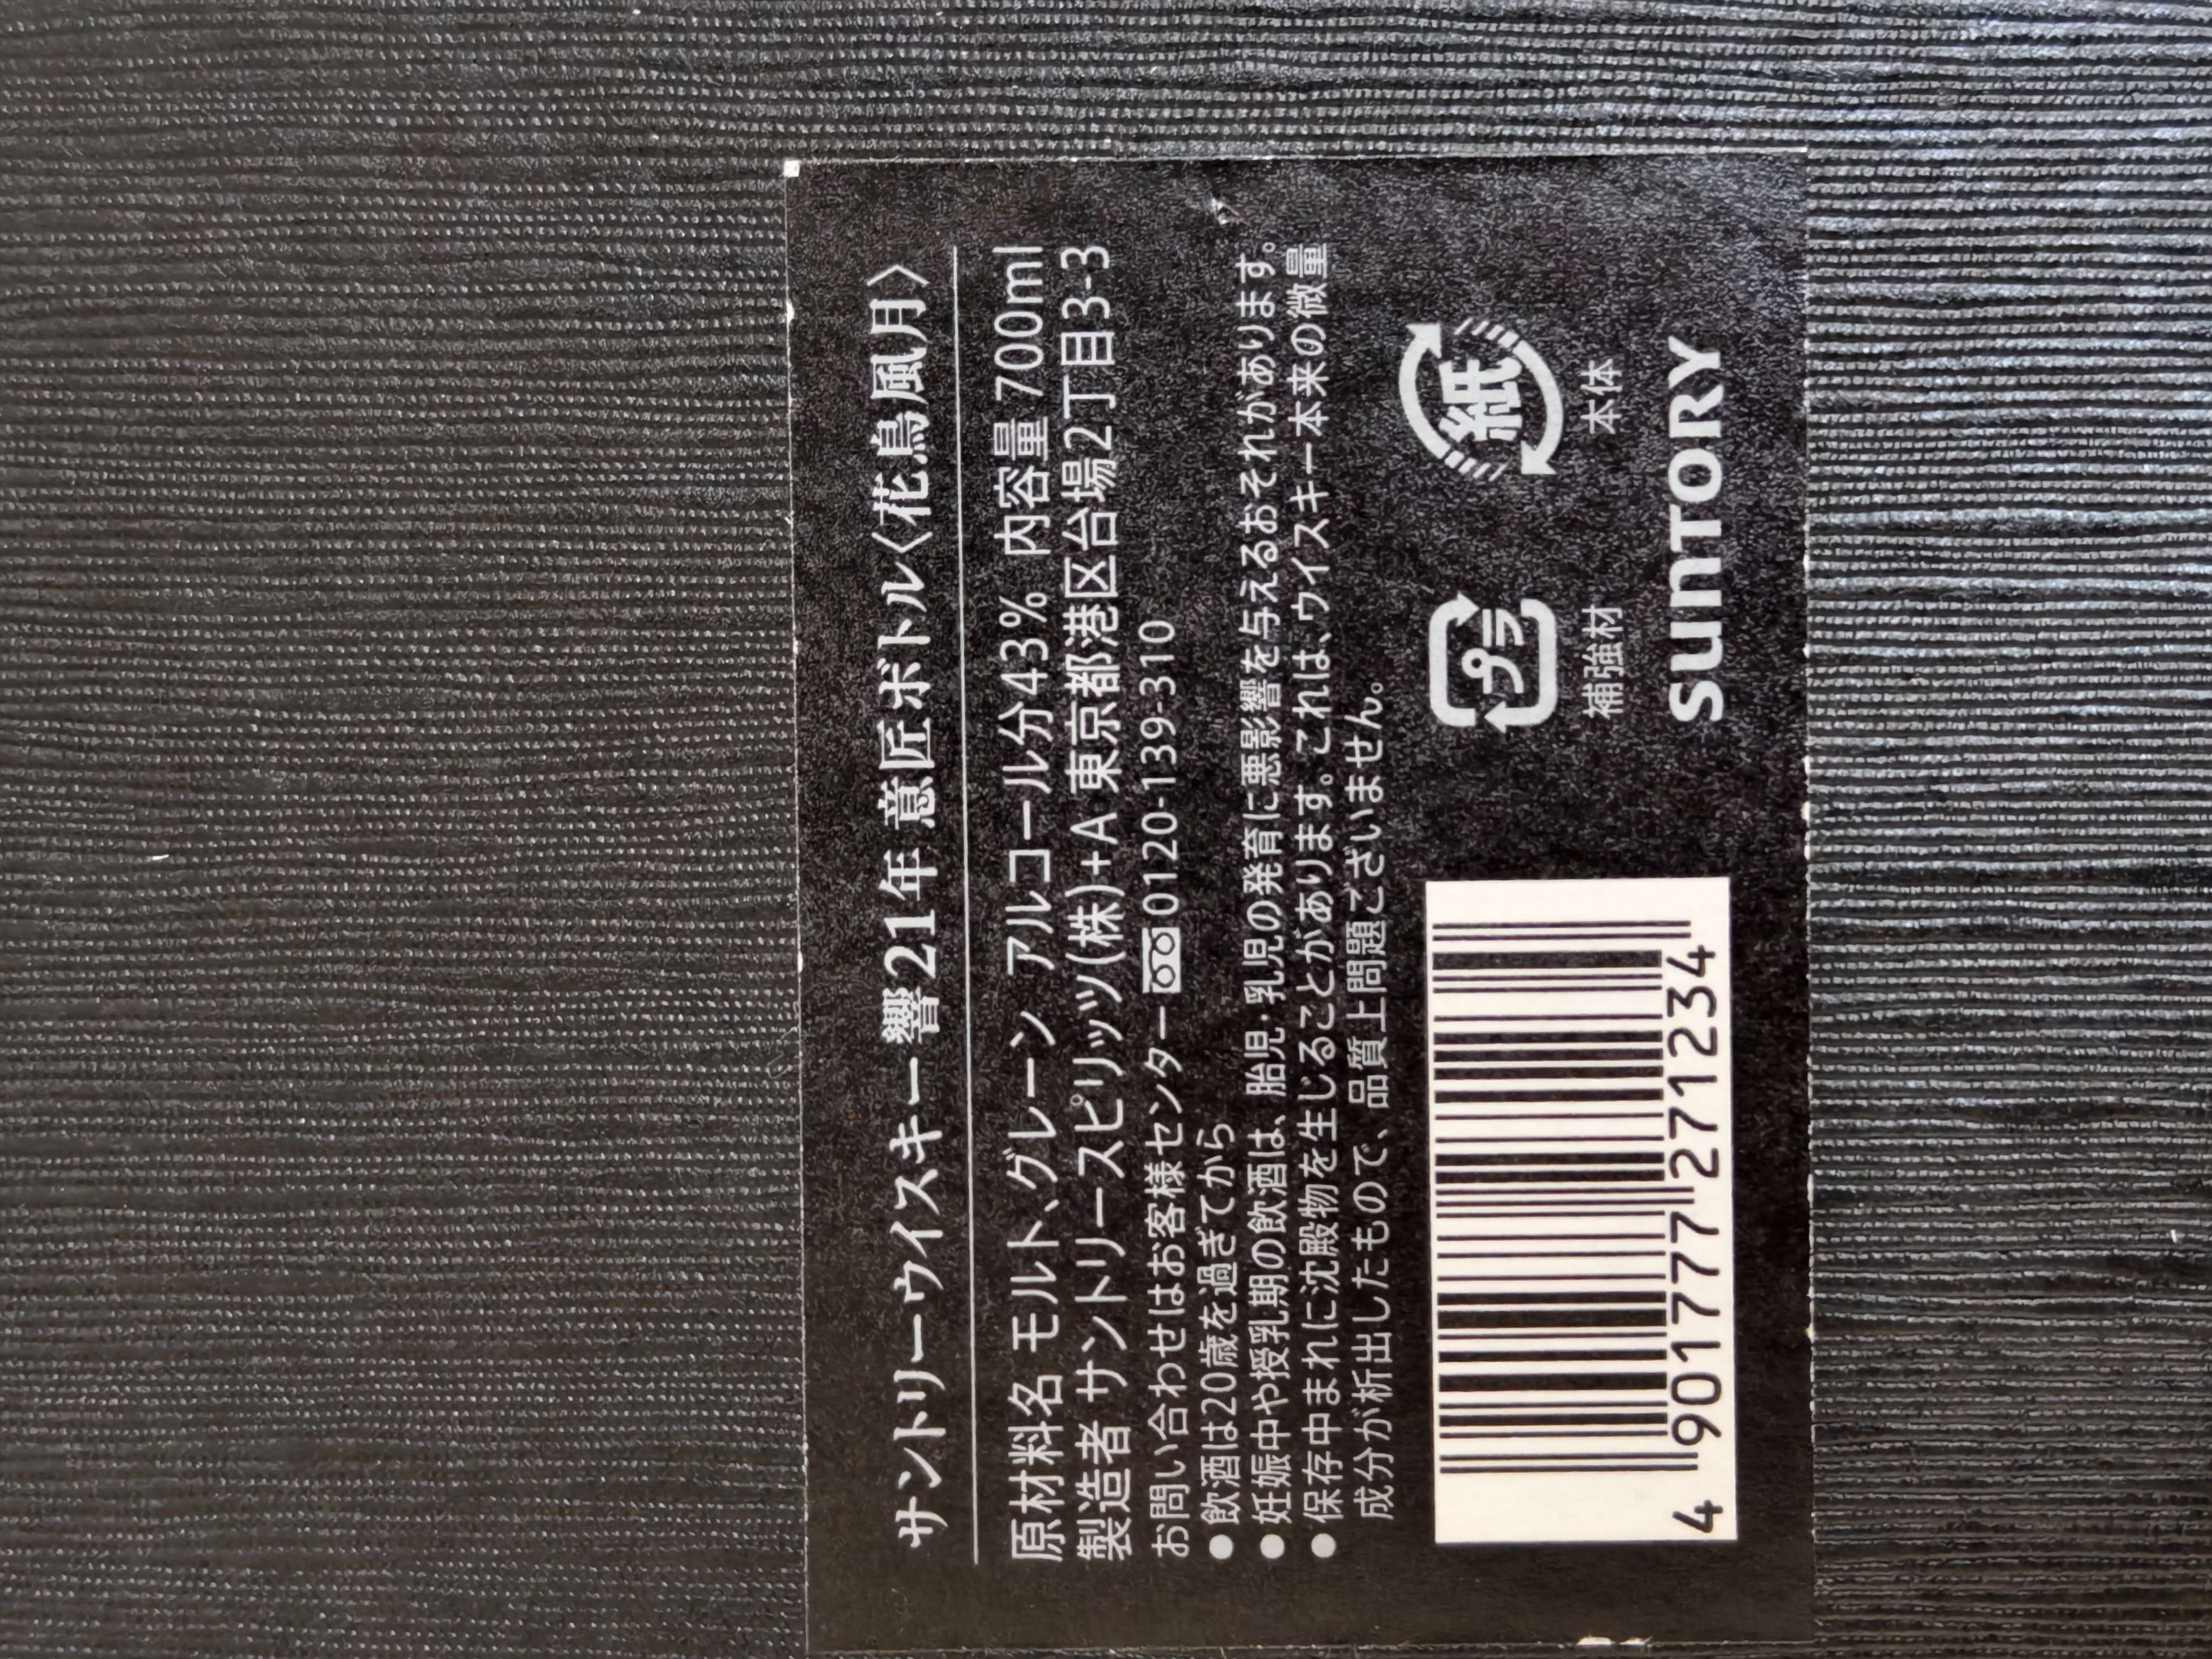 サントリーウイスキー響21年 意匠ボトル〈花鳥風月〉
原材料名 モルト、グレーン アルコール分43% 内容量 700ml
製造者 サントリースピリッツ(株)+A 東京都港区台場2丁目3-3
お問い合わせはお客様センター 0120-139-310
●飲酒は20歳を過ぎてから
●妊娠中や授乳期の飲酒は、胎児・乳児の発育に悪影響を与えるおそれがあります。
●保存中まれに沈殿物を生じることがあります。これは、ウイスキー本来の微量
成分が析出したもので、品質上問題ございません。
プラ
補強材
紙
本体
4 901777 271234
SUNTORY